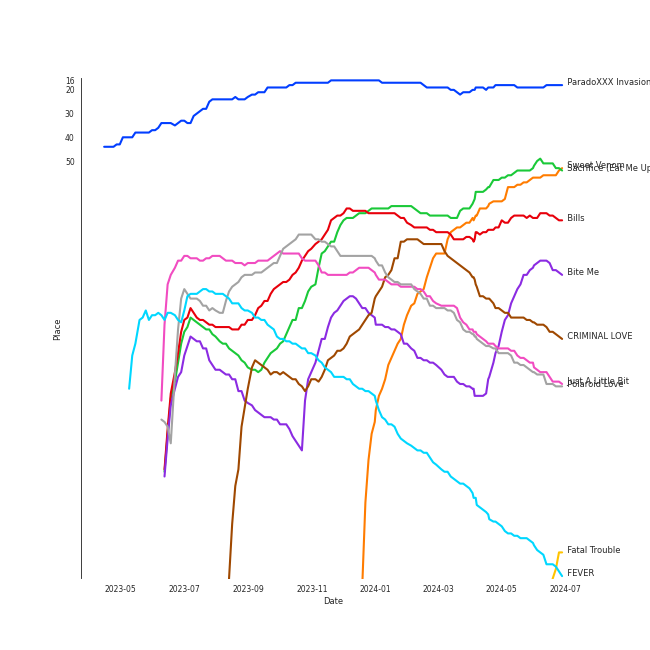 16
20
30
40
50
Place
ParadoXXX Invasion
Sweet Venom
Sacrifice (Eat Me Up
Bills
Bite Me
CRIMINAL LOVE
Just A Little Bit
Polaroid Love
Fatal Trouble
FEVER
2023-05
2023-07
2023-09
2023-11
2024-01
2024-03
2024-05
2024-07
Date